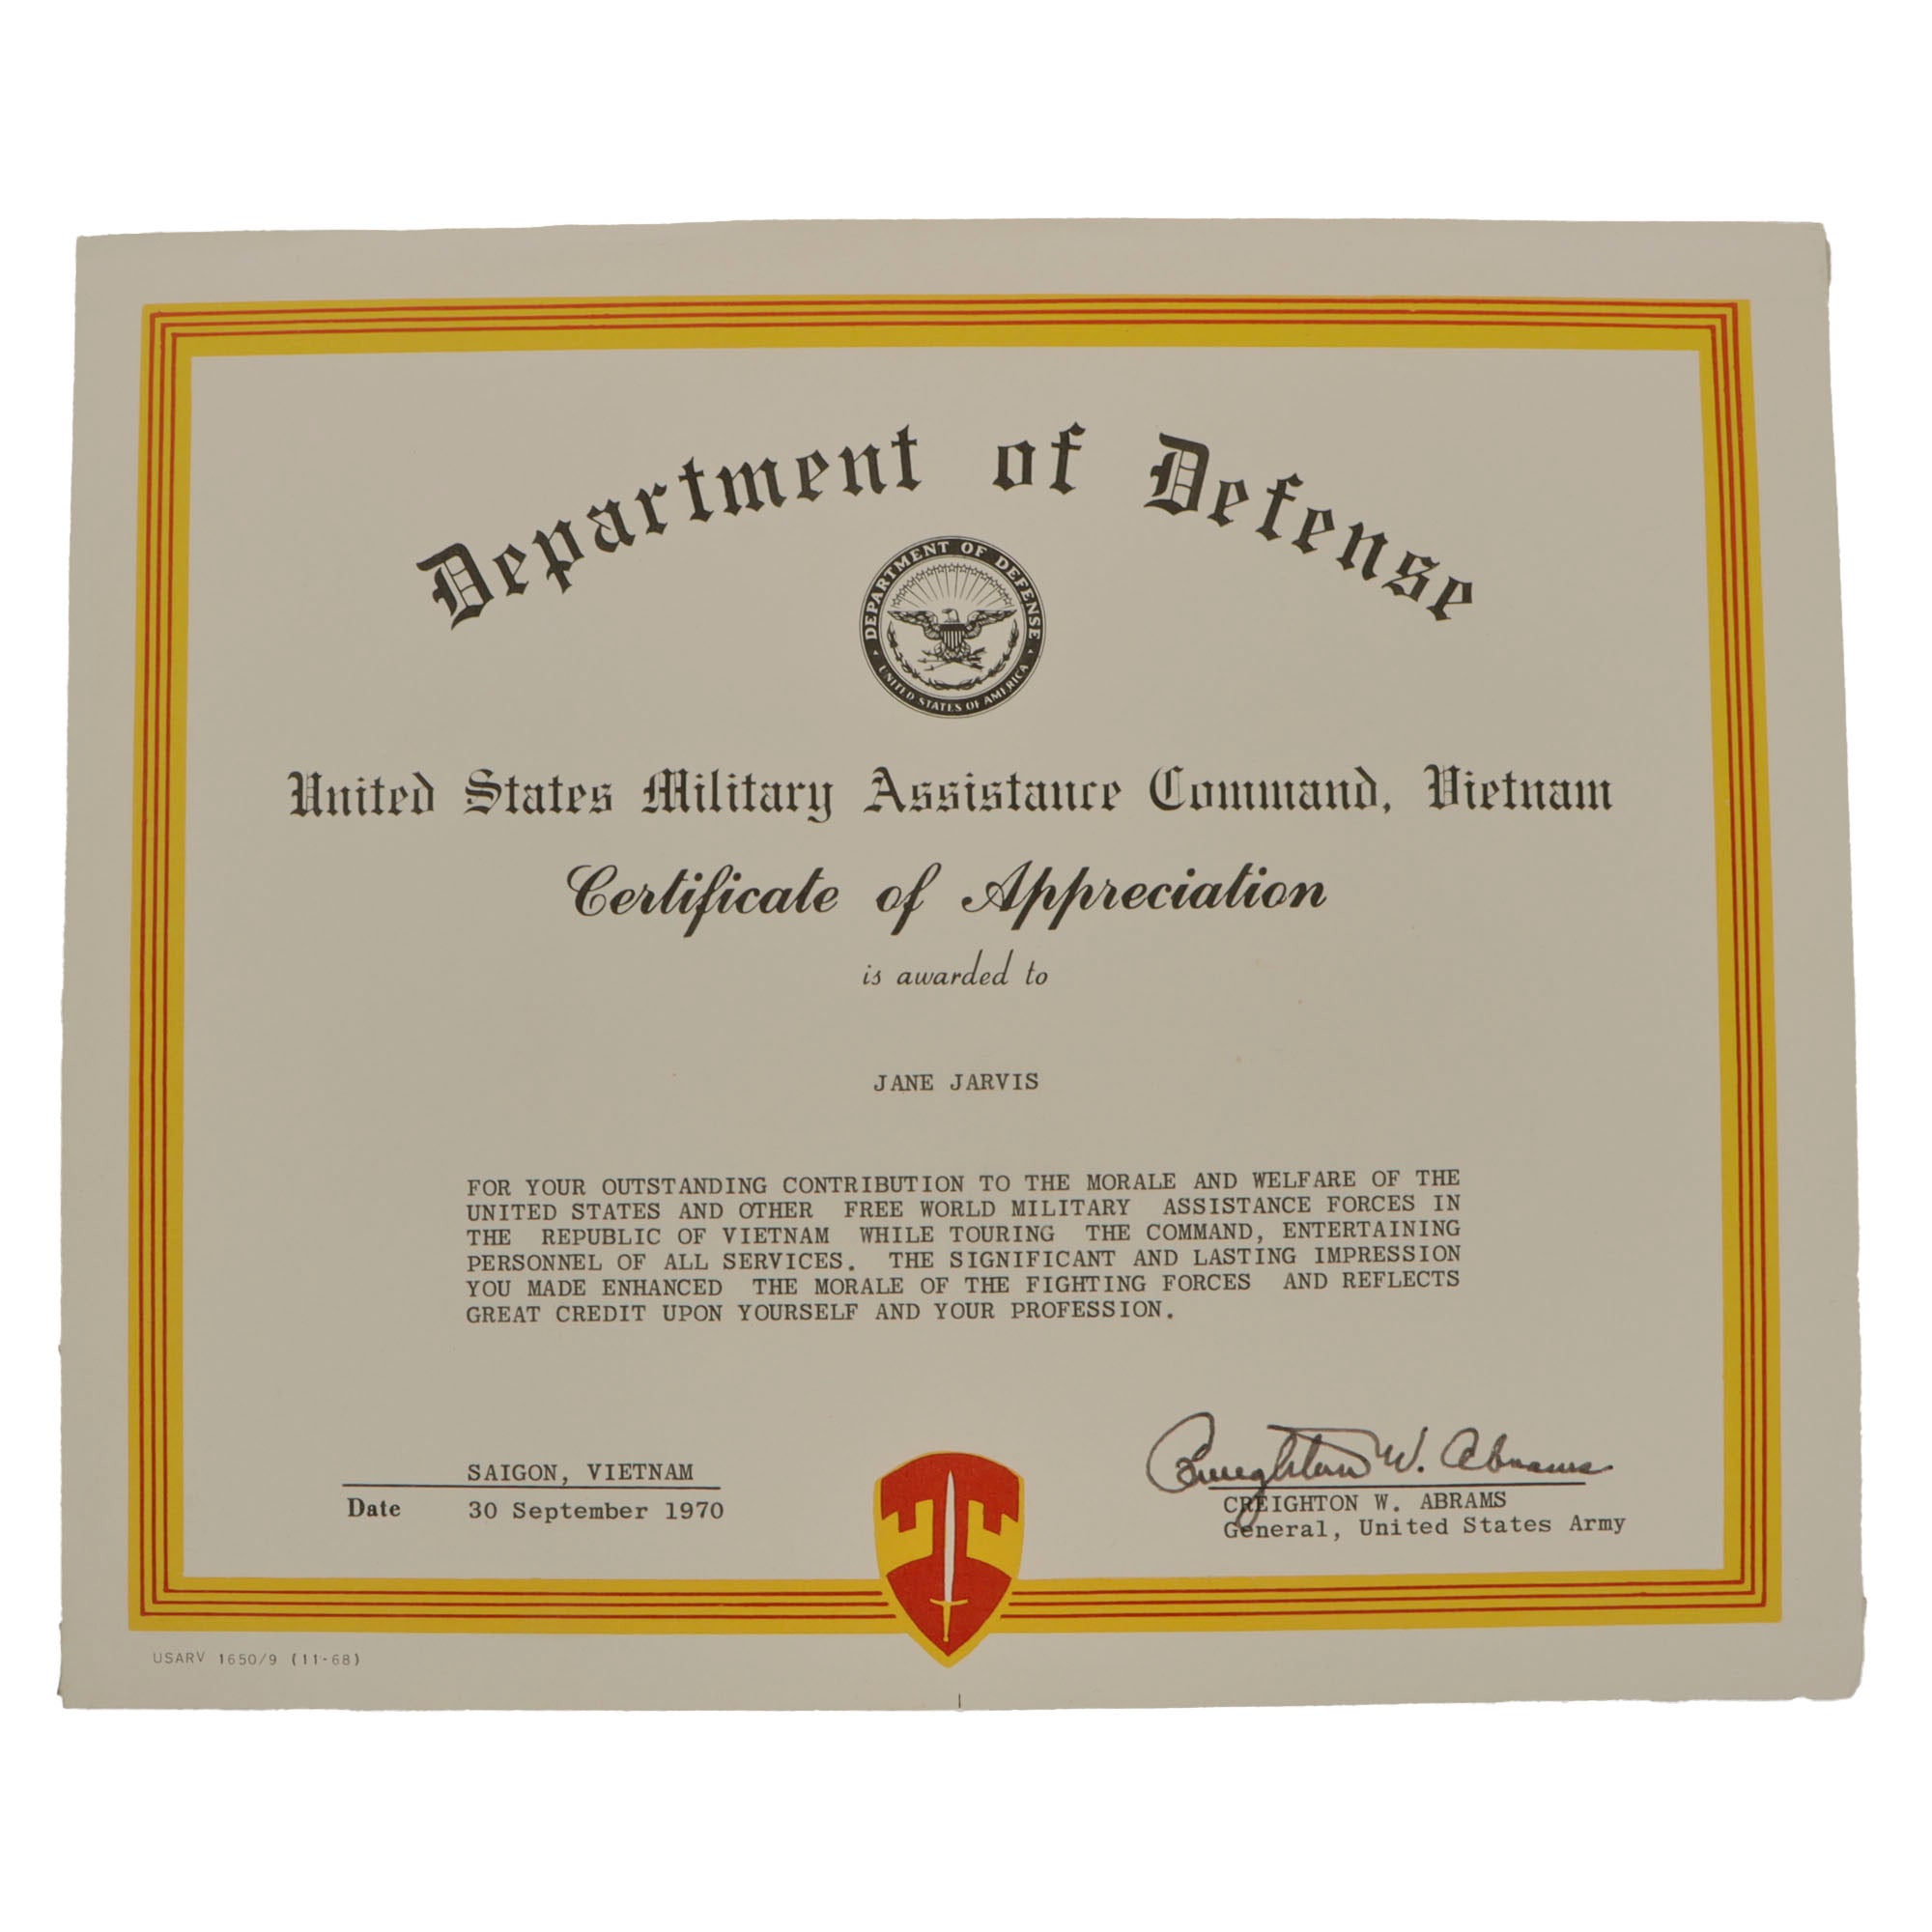 Department of Defense
DEPARTMENT OF DEFENSE
UNITED STATES OF AMERICA
United States Military Assistance Command, Vietnam
Certificate of Appreciation
is awarded to
JANE JARVIS
FOR YOUR OUTSTANDING CONTRIBUTION TO THE MORALE AND WELFARE OF THE
UNITED STATES AND OTHER FREE WORLD MILITARY ASSISTANCE FORCES IN
THE REPUBLIC OF VIETNAM WHILE TOURING THE COMMAND, ENTERTAINING
PERSONNEL OF ALL SERVICES. THE SIGNIFICANT AND LASTING IMPRESSION
YOU MADE ENHANCED THE MORALE OF THE FIGHTING FORCES AND REFLECTS
GREAT CREDIT UPON YOURSELF AND YOUR PROFESSION.
SAIGON, VIETNAM
Date 30 September 1970
Creighton W. Abrams
CREIGHTON W. ABRAMS
General, United States Army
USARV 1650/9 (11-68)